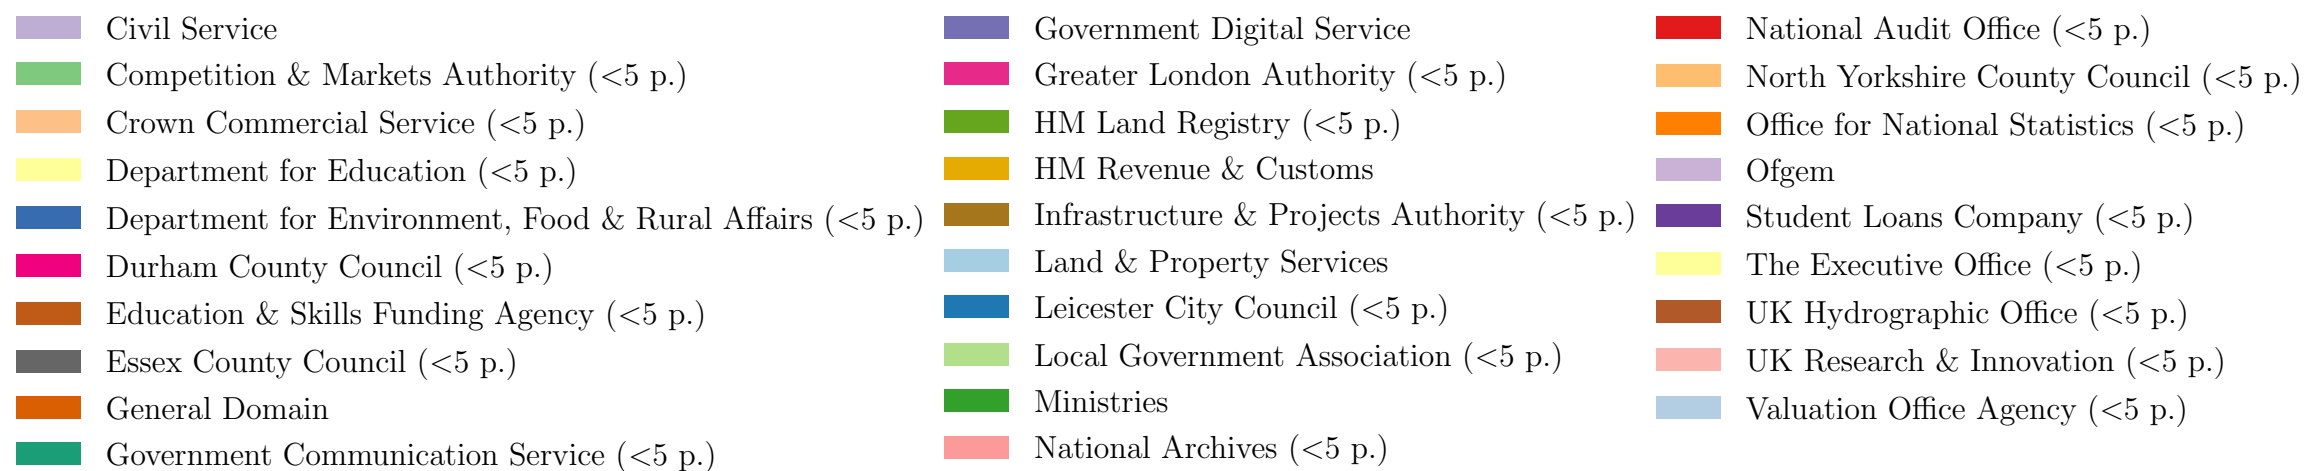 Civil Service
Competition & Markets Authority (<5 p.)
Crown Commercial Service (<5 p.)
Department for Education (<5 p.)
Department for Environment, Food & Rural Affairs (<5 p.)
Durham County Council (<5 p.)
Education & Skills Funding Agency (<5 p.)
Essex County Council (<5 p.)
General Domain
Government Communication Service (<5 p.)
Government Digital Service
Greater London Authority (<5 p.)
HM Land Registry (<5 p.)
HM Revenue & Customs
Infrastructure & Projects Authority (<5 p.)
Land & Property Services
Leicester City Council (<5 p.)
Local Government Association (<5 p.)
Ministries
National Archives (<5 p.)
National Audit Office (<5 p.)
North Yorkshire County Council (<5 p.)
Office for National Statistics (<5 p.)
Ofgem
Student Loans Company (<5 p.)
The Executive Office (<5 p.)
UK Hydrographic Office (<5 p.)
UK Research & Innovation (<5 p.)
Valuation Office Agency (<5 p.)